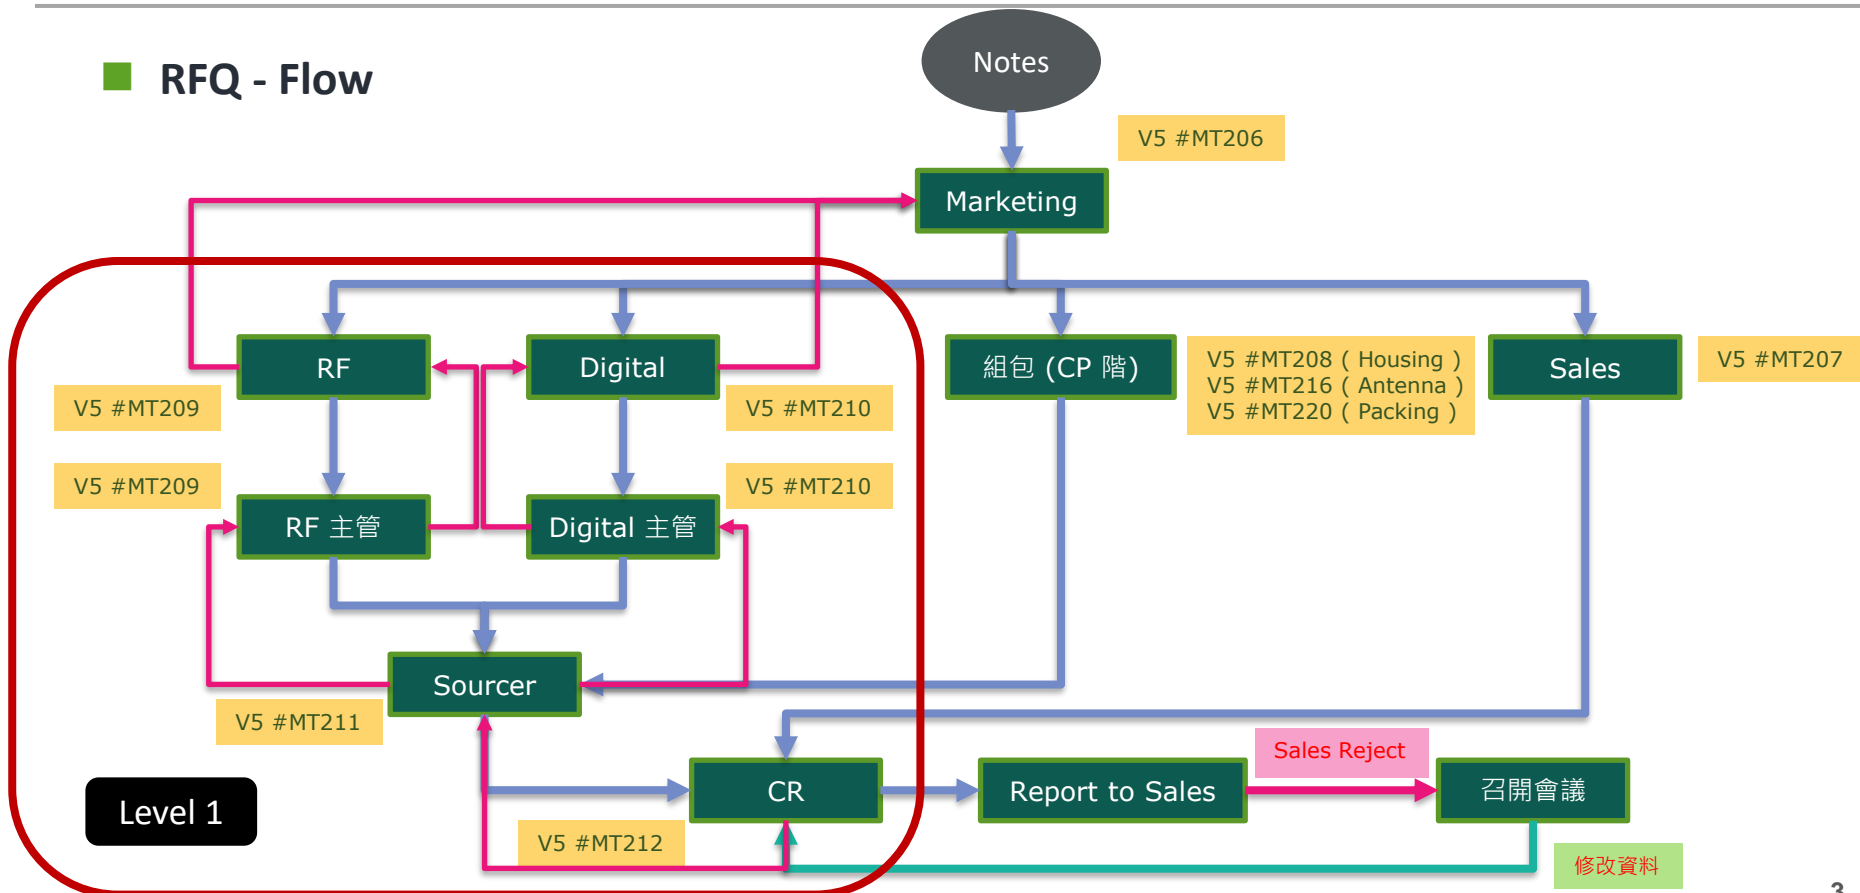 RFQ - Flow
Notes
V5 #MT206
Marketing
RF
Digital
組包 (CP 階)
V5 #MT208 ( Housing )
V5 #MT216 ( Antenna )
V5 #MT220 ( Packing )
Sales
V5 #MT207
V5 #MT209
V5 #MT210
V5 #MT209
V5 #MT210
RF 主管
Digital 主管
Sourcer
V5 #MT211
Sales Reject
CR
Report to Sales
召開會議
Level 1
V5 #MT212
修改資料
3